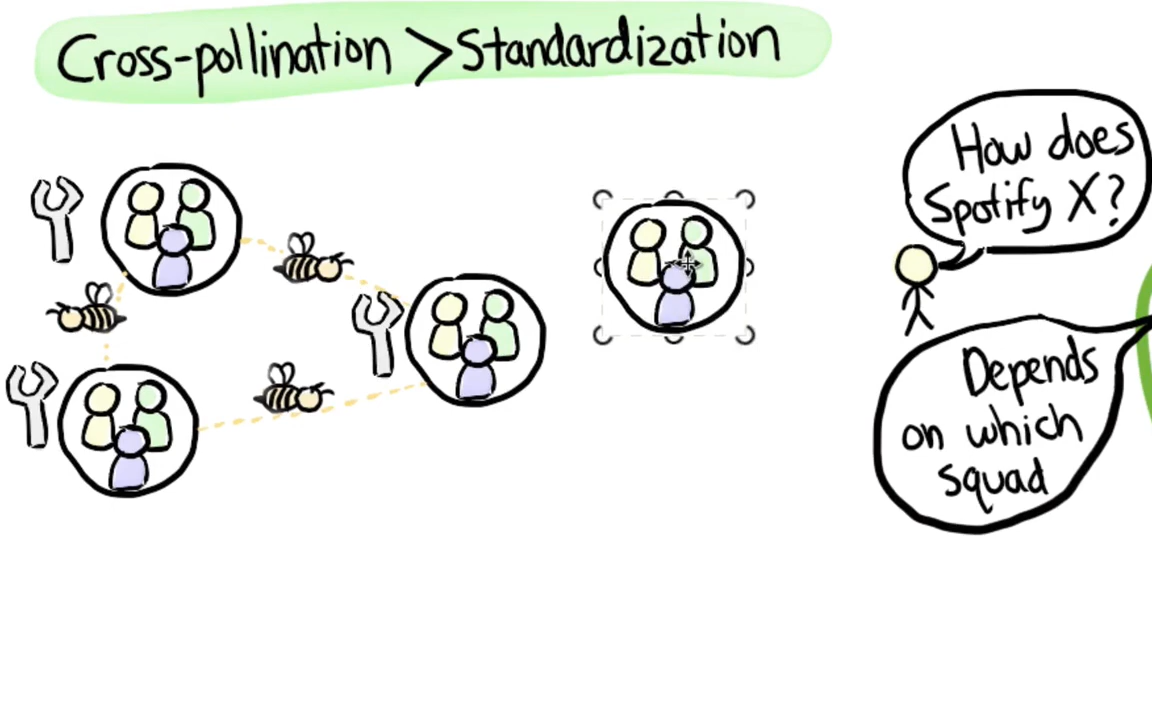 Cross-pollination > Standardization
How does
Spotify X?
Depends
on which
squad